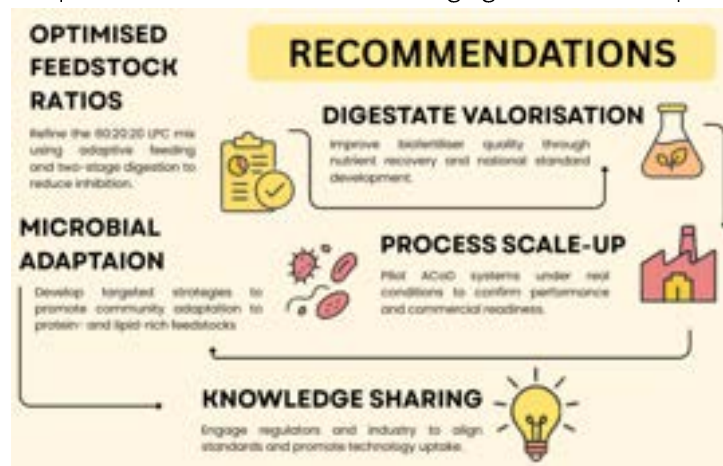 RECOMMENDATIONS
OPTIMISED
FEEDSTOCK
RATIOS
Refine the 60:20:20 LPC mix
using adaptive feeding
and two-stage digestion to
reduce inhibition.
DIGESTATE VALORISATION
Improve biofertiliser quality through
nutrient recovery and national standard
development.
PROCESS SCALE-UP
Pilot ACoD systems under real
conditions to confirm performance
and commercial readiness.
MICROBIAL
ADAPTAION
Develop targeted strategies to
promote community adaptation to
protein- and lipid-rich feedstocks
KNOWLEDGE SHARING
Engage regulators and industry to align
standards and promote technology uptake.